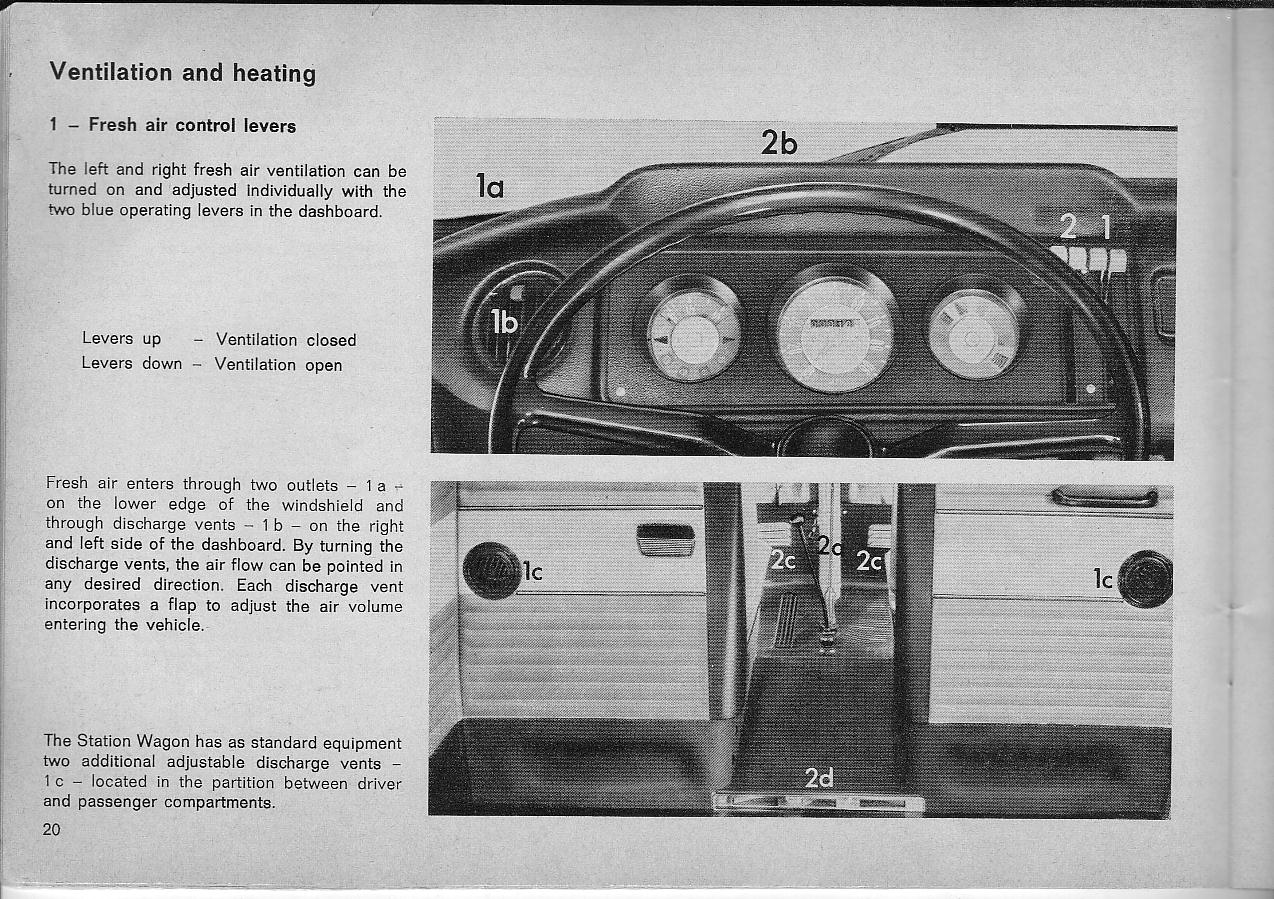 Ventilation and heating
1 – Fresh air control levers
The left and right fresh air ventilation can be
turned on and adjusted individually with the
two blue operating levers in the dashboard.
Levers up – Ventilation closed
Levers down – Ventilation open
Fresh air enters through two outlets – 1 a –
on the lower edge of the windshield and
through discharge vents – 1 b – on the right
and left side of the dashboard. By turning the
discharge vents, the air flow can be pointed in
any desired direction. Each discharge vent
incorporates a flap to adjust the air volume
entering the vehicle.
The Station Wagon has as standard equipment
two additional adjustable discharge vents –
1 c – located in the partition between driver
and passenger compartments.
20
2b
1a
2 1
1b
2c 2c
1c 1c
2d